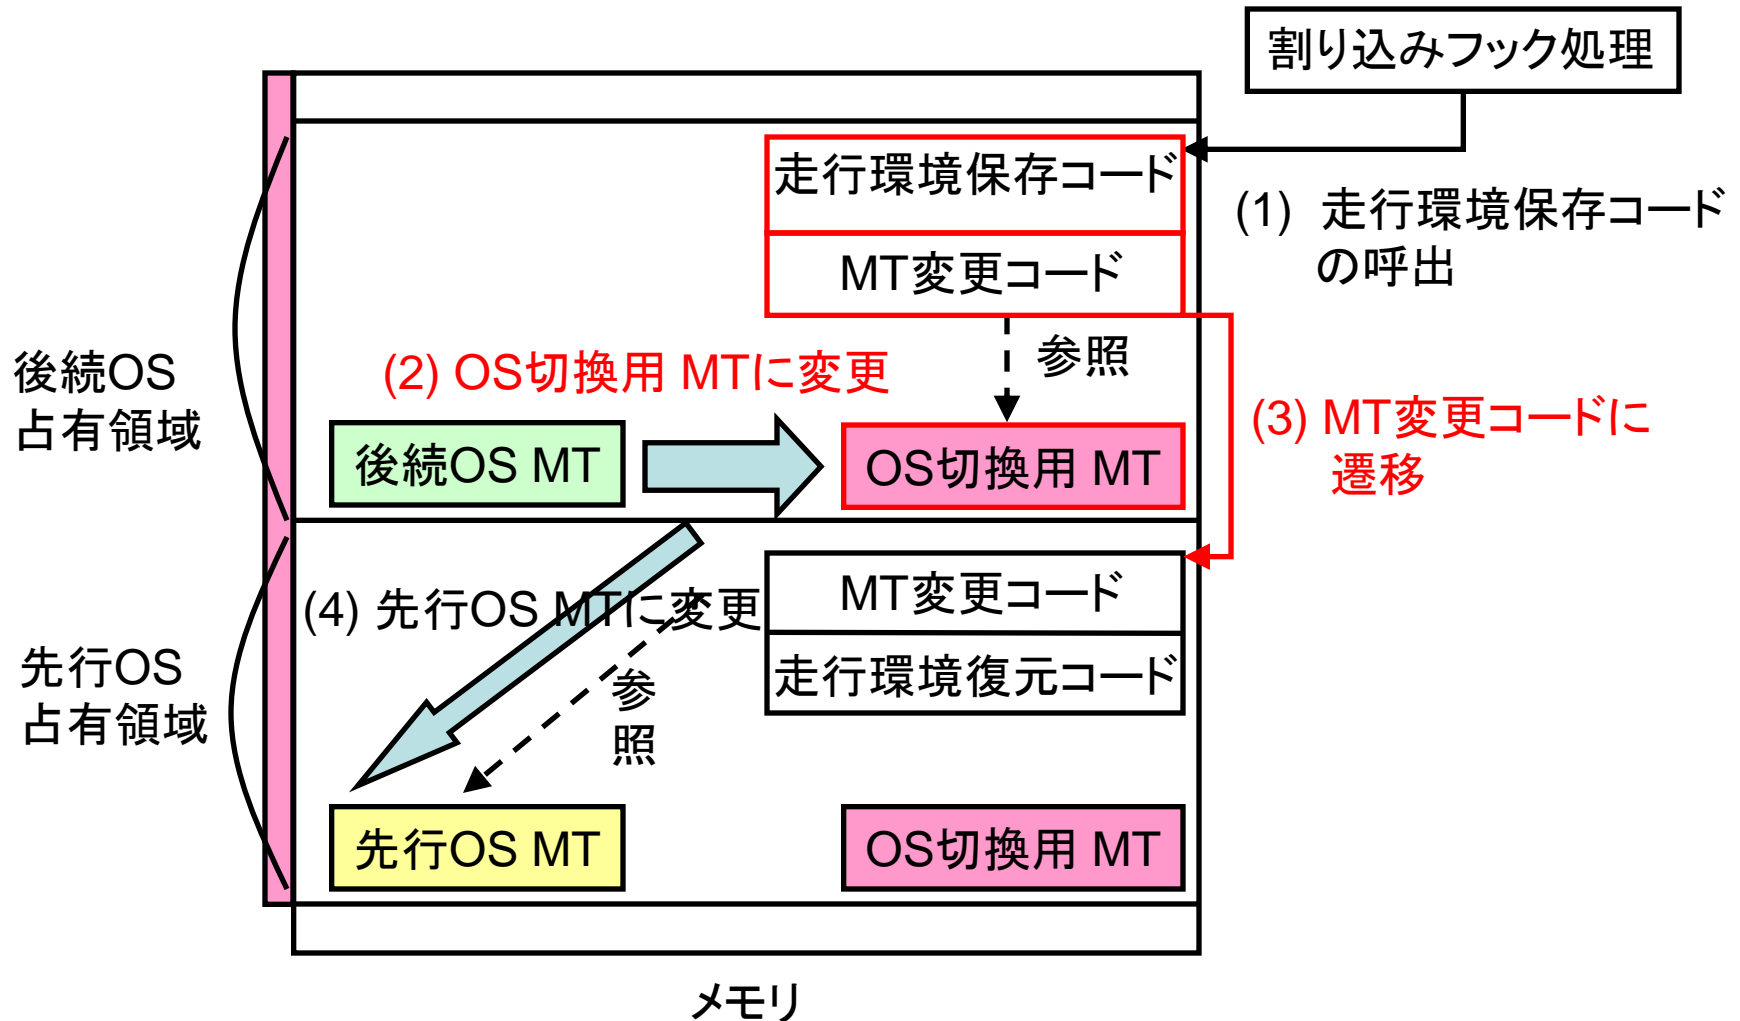 割り込みフック処理
走行環境保存コード
(1) 走行環境保存コード
の呼出
MT変更コード
参照
後続OS
占有領域
(2) OS切換用 MTに変更
(3) MT変更コードに
遷移
後続OS MT
OS切換用 MT
MT変更コード
(4) 先行OS MTに変更
走行環境復元コード
参
照
先行OS
占有領域
先行OS MT
OS切換用 MT
メモリ